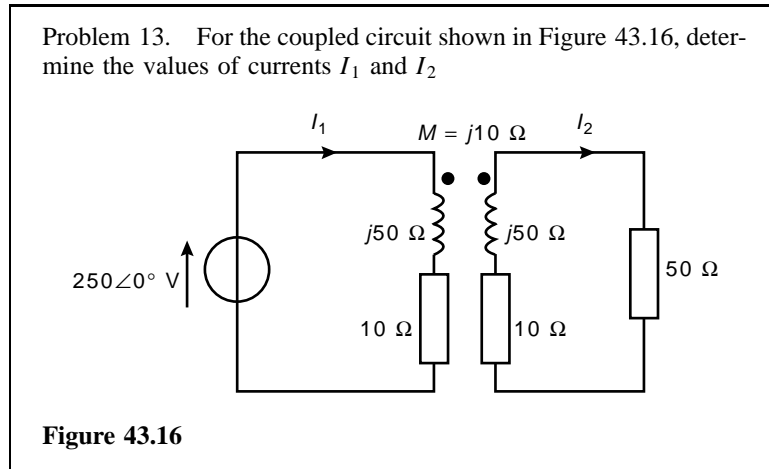 Problem 13. For the coupled circuit shown in Figure 43.16, deter-
mine the values of currents I1 and I2
I1
M = j10 Ω
I2
j50 Ω
j50 Ω
250∠0° V
50 Ω
10 Ω
10 Ω
Figure 43.16